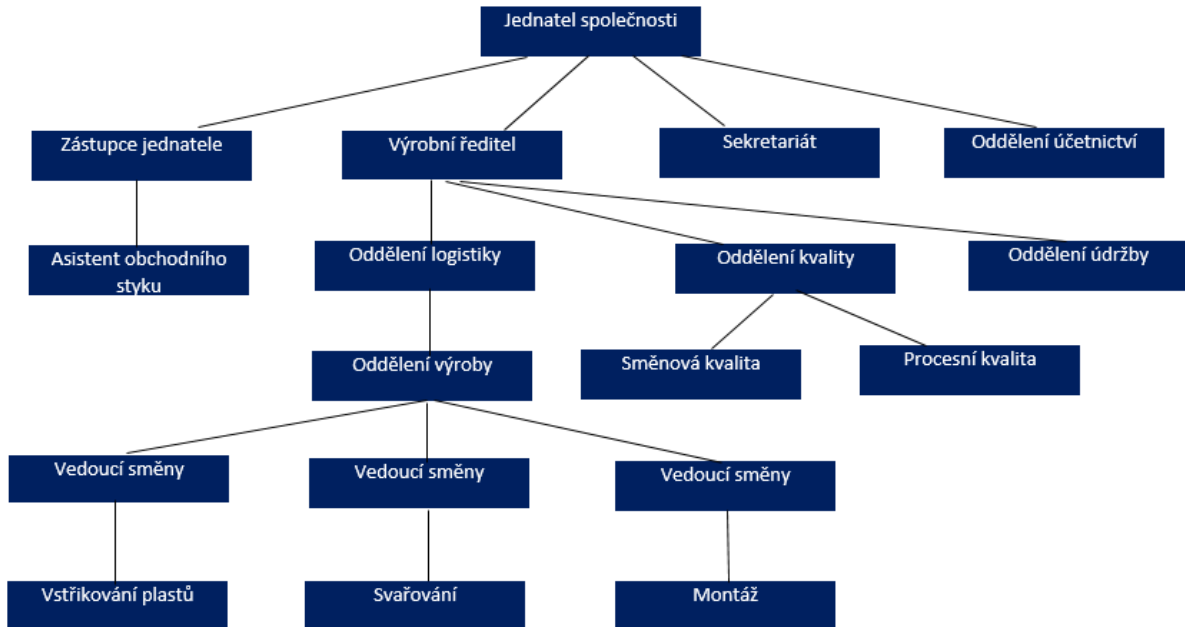 Jednatel společnosti
Zástupce jednatele
Výrobní ředitel
Sekretariát
Oddělení účetnictví
Asistent obchodního
styku
Oddělení logistiky
Oddělení kvality
Oddělení údržby
Oddělení výroby
Směnová kvalita
Procesní kvalita
Vedoucí směny
Vedoucí směny
Vedoucí směny
Vstřikování plastů
Svařování
Montáž